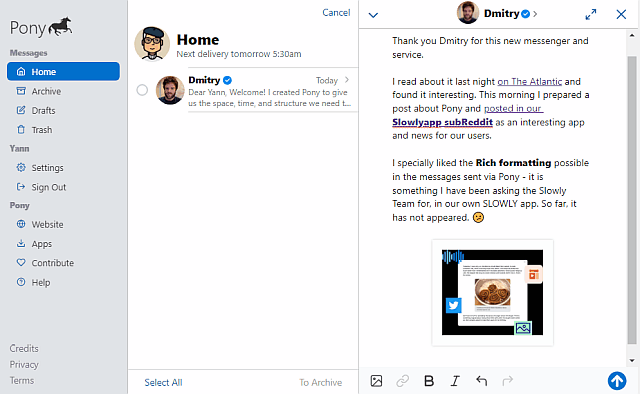 Pony
Messages
Home
Archive
Drafts
Trash
Yann
Settings
Sign Out
Pony
Website
Apps
Contribute
Help
Credits
Privacy
Terms
Cancel
Home
Next delivery tomorrow 5:30am
Dmitry
Today
Dear Yann, Welcome! I created Pony to give
us the space, time, and structure we need t...
Select All
To Archive
Dmitry
Thank you Dmitry for this new messenger and
service.
I read about it last night on The Atlantic and
found it interesting. This morning I prepared a
post about Pony and posted in our
Slowlyapp subReddit as an interesting app
and news for our users.
I specially liked the Rich formatting possible
in the messages sent via Pony - it is
something I have been asking the Slowly
Team for, in our own SLOWLY app. So far, it
has not appeared.
B
I